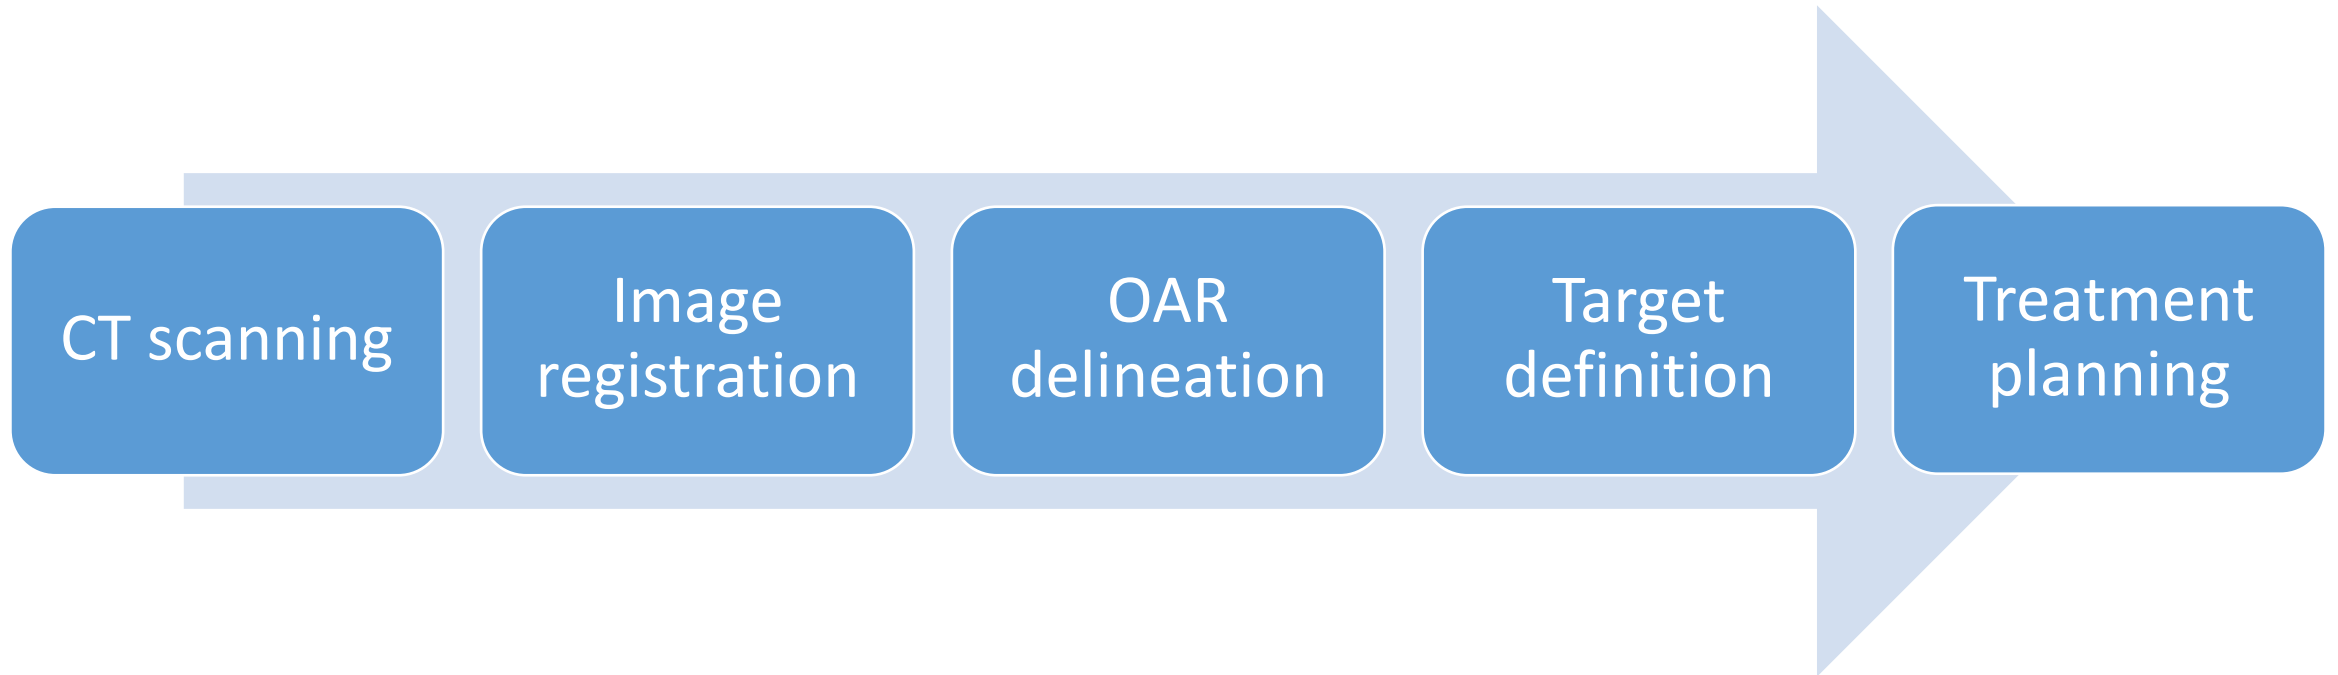 CT scanning
Image
registration
OAR
delineation
Target
definition
Treatment
planning